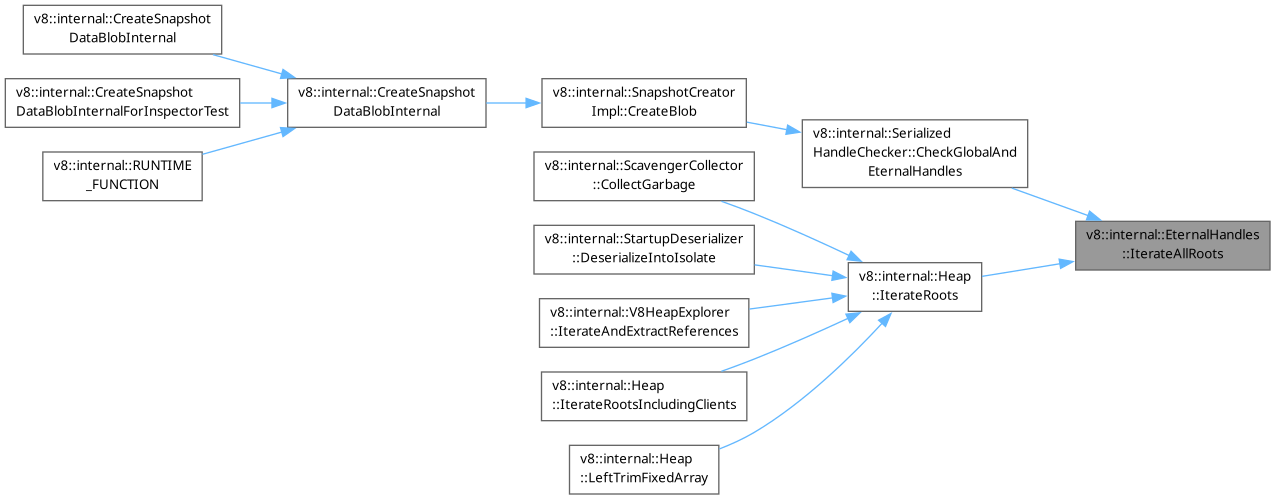 v8::internal::CreateSnapshot
DataBlobInternal
v8::internal::CreateSnapshot
DataBlobInternalForInspectorTest
v8::internal::RUNTIME
_FUNCTION
v8::internal::CreateSnapshot
DataBlobInternal
v8::internal::SnapshotCreator
Impl::CreateBlob
v8::internal::ScavengerCollector
::CollectGarbage
v8::internal::StartupDeserializer
::DeserializeIntoIsolate
v8::internal::V8HeapExplorer
::IterateAndExtractReferences
v8::internal::Heap
::IterateRootsIncludingClients
v8::internal::Heap
::LeftTrimFixedArray
v8::internal::Serialized
HandleChecker::CheckGlobalAnd
EternalHandles
v8::internal::Heap
::IterateRoots
v8::internal::EternalHandles
::IterateAllRoots